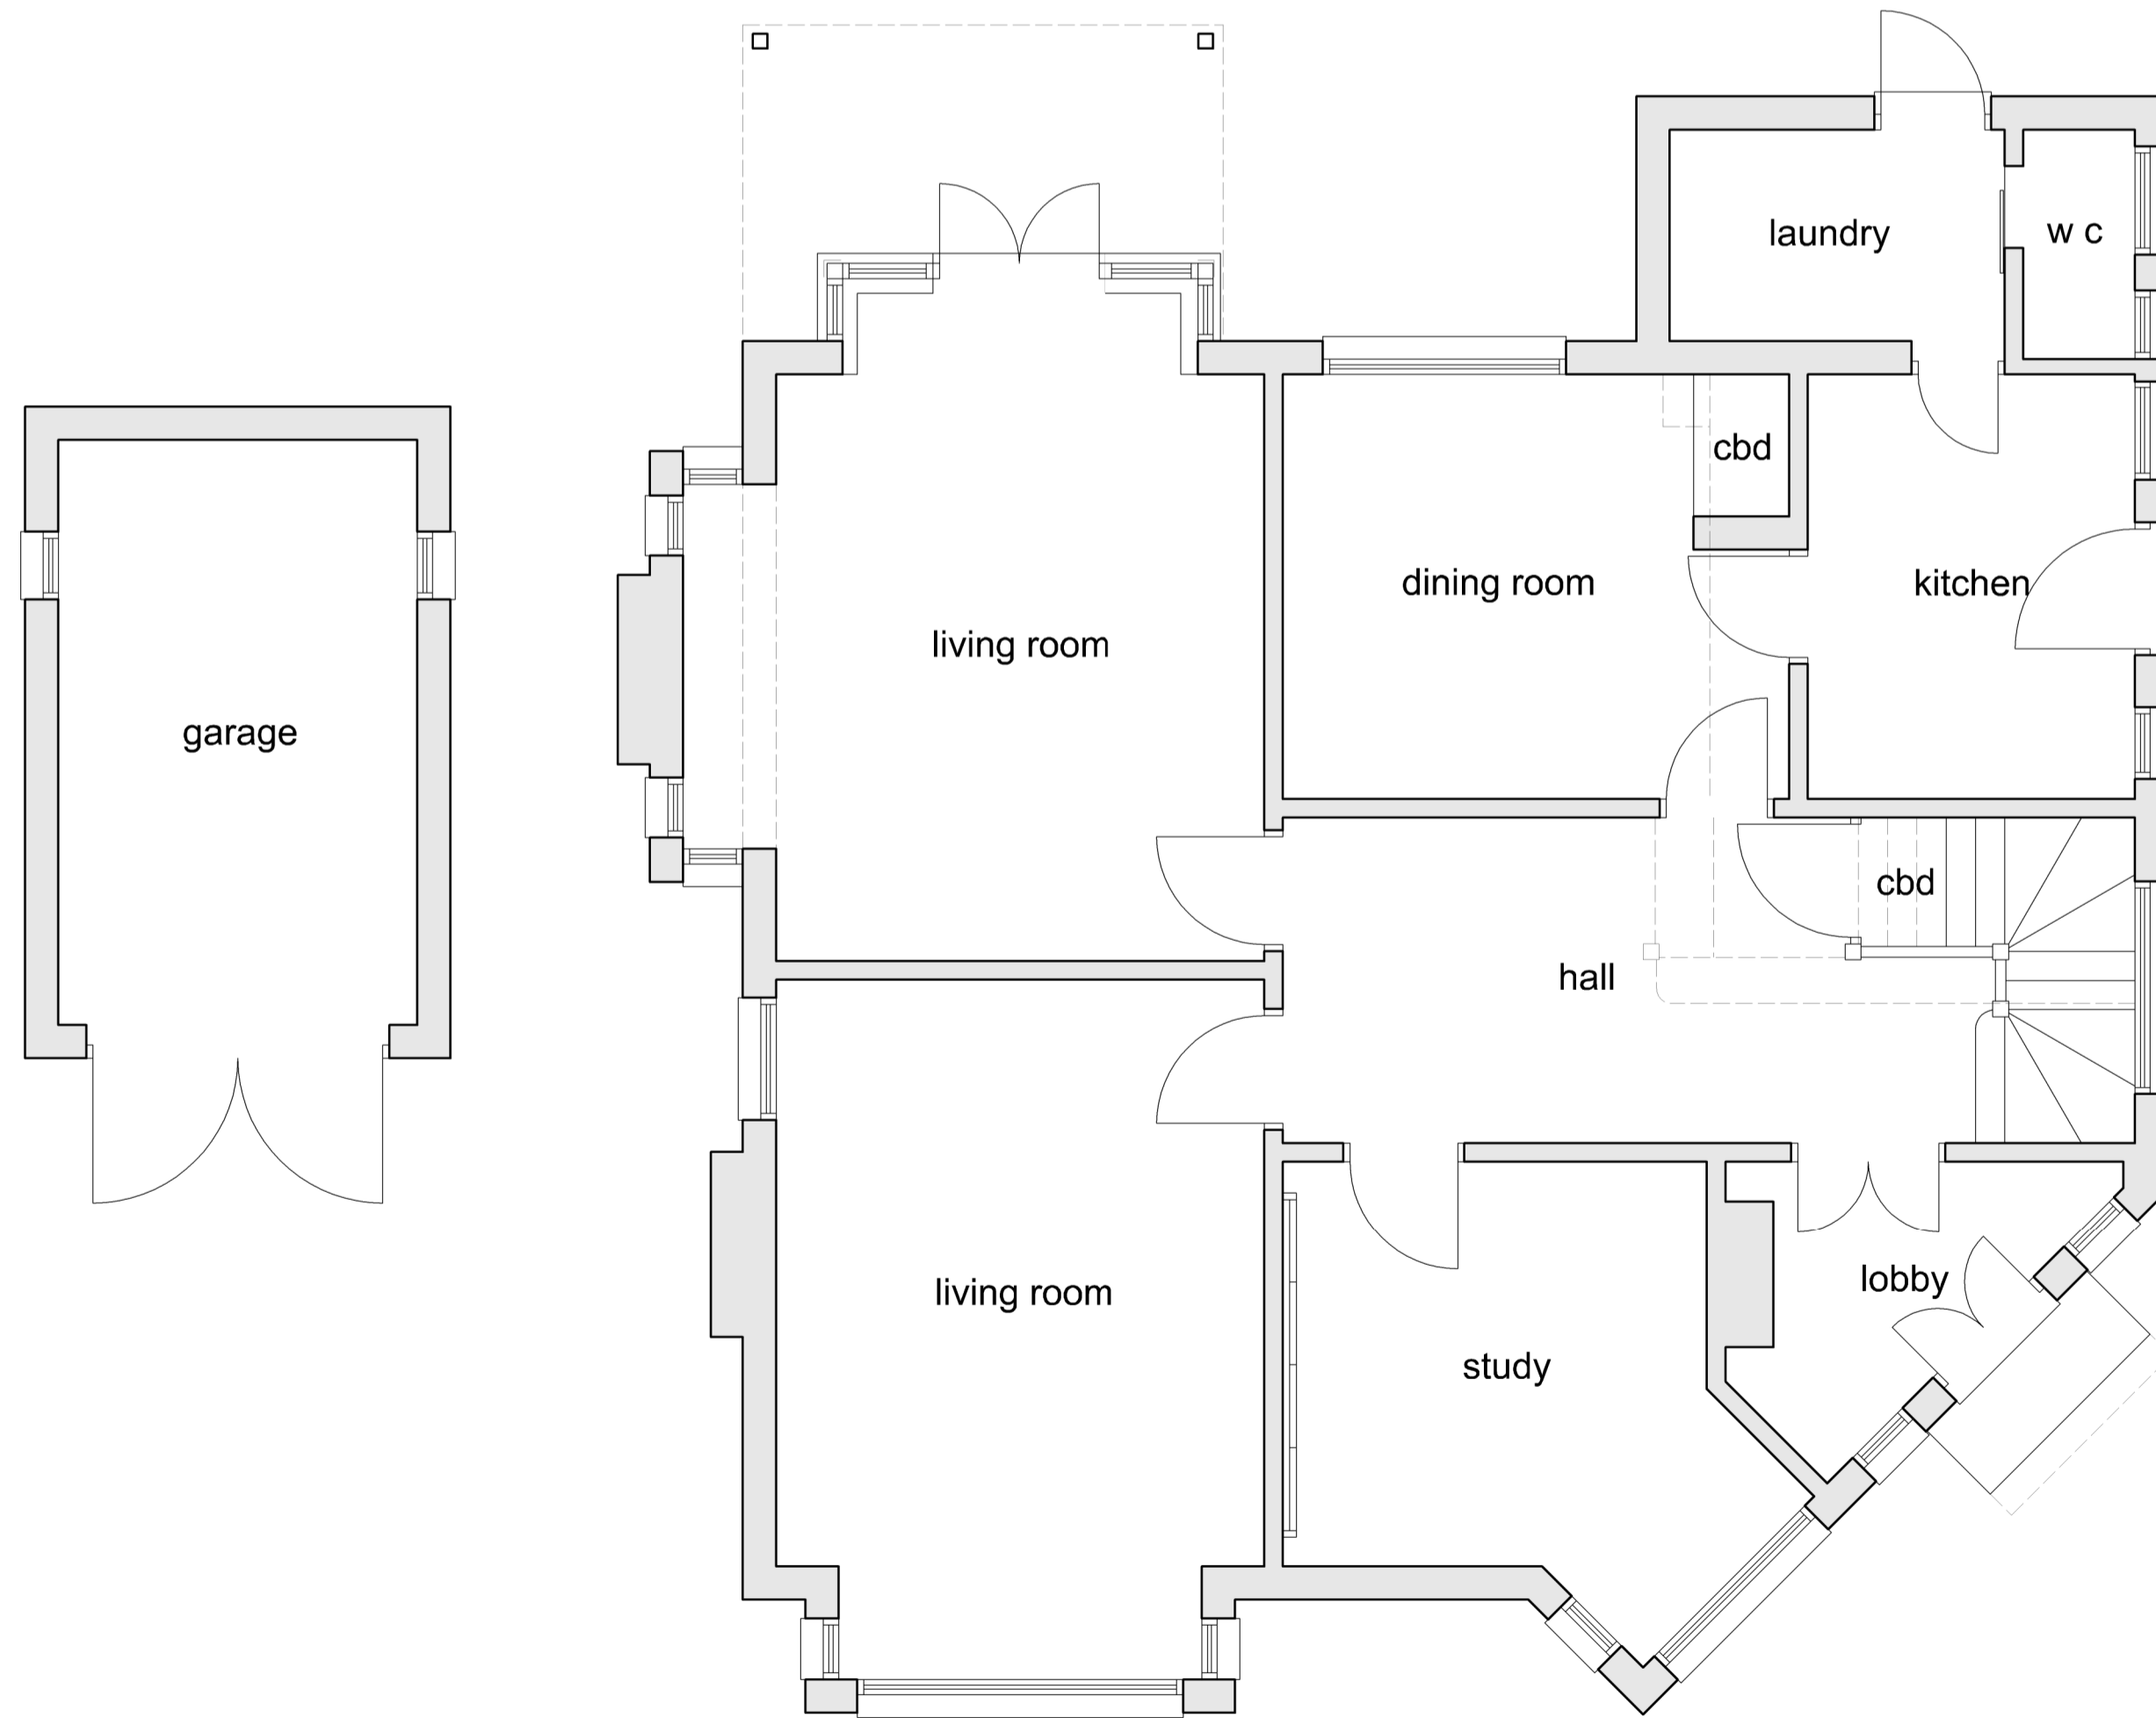 laundry
w c
cbd
dining room
kitchen
living room
garage
cbd
hall
living room
lobby
study